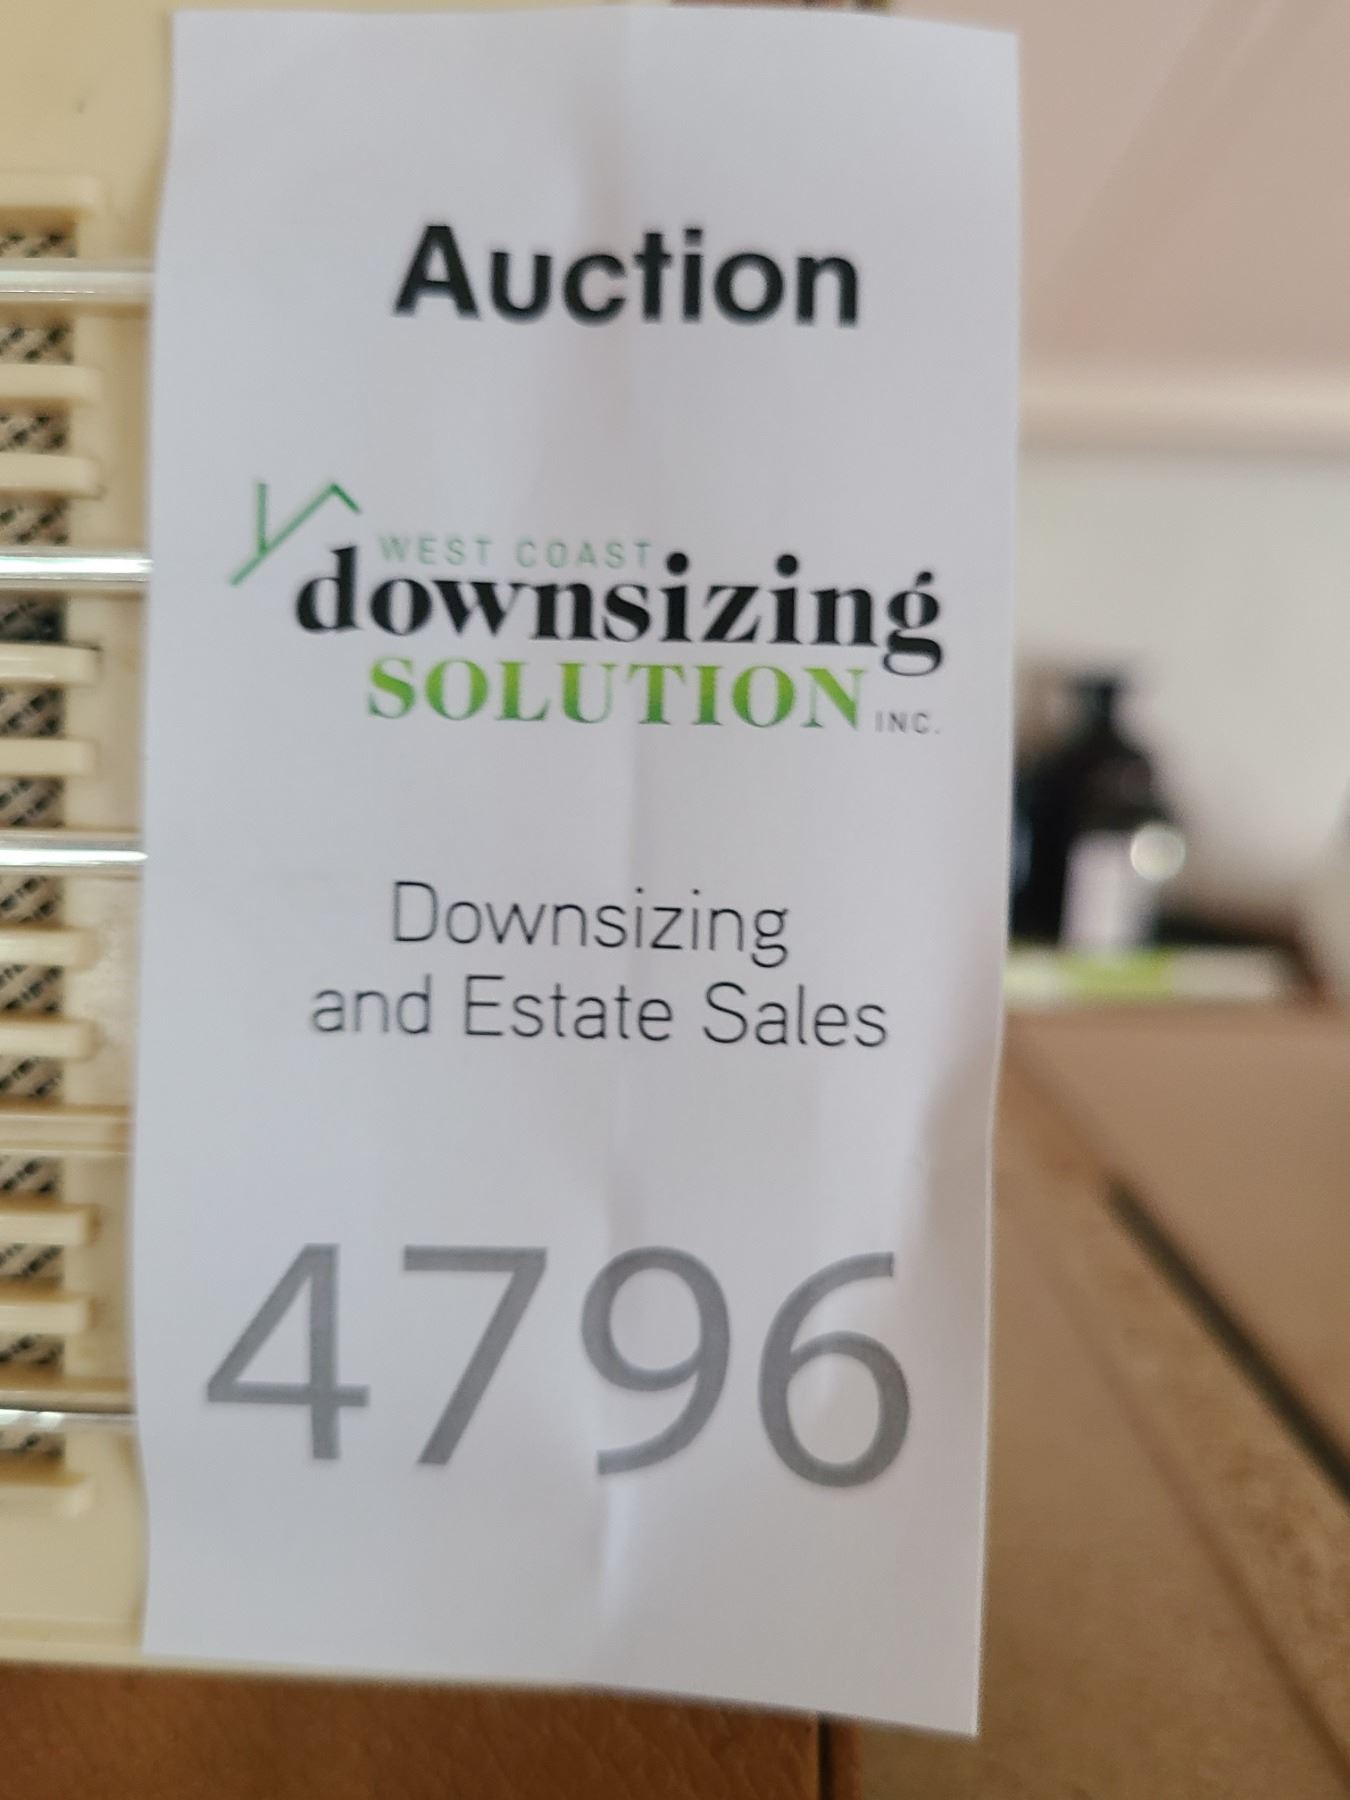 Auction
WEST COAST
downsizing
SOLUTION INC.
Downsizing
and Estate Sales
4796